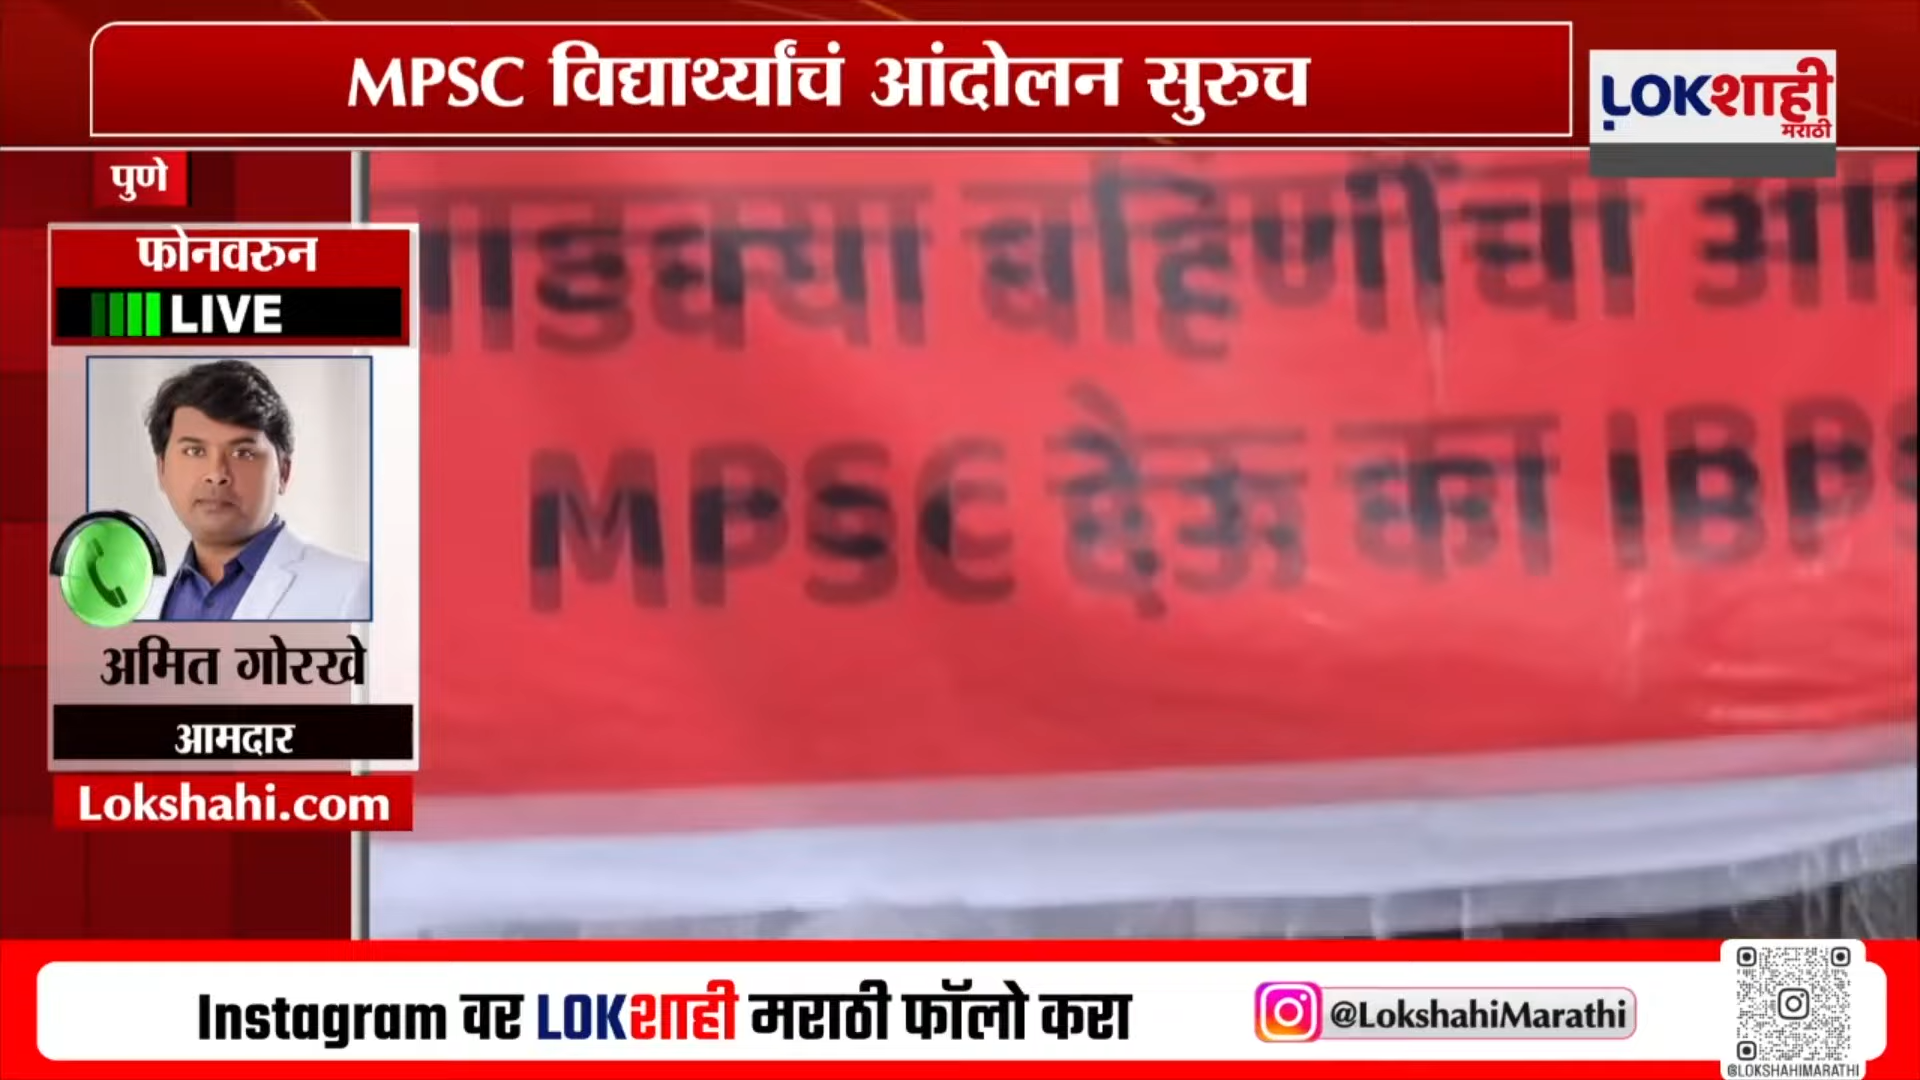 MPSC विद्यार्थ्यांचं आंदोलन सुरुच
LOKशाही
मराठी
पुणे
फोनवरुन
LIVE
अमित गोरखे
आमदार
Lokshahi.com
बहिणींचा
MPSC देऊ का IBPS
Instagram वर LOKशाही मराठी फॉलो करा
@LokshahiMarathi
@LOKSHAHIMARATHI